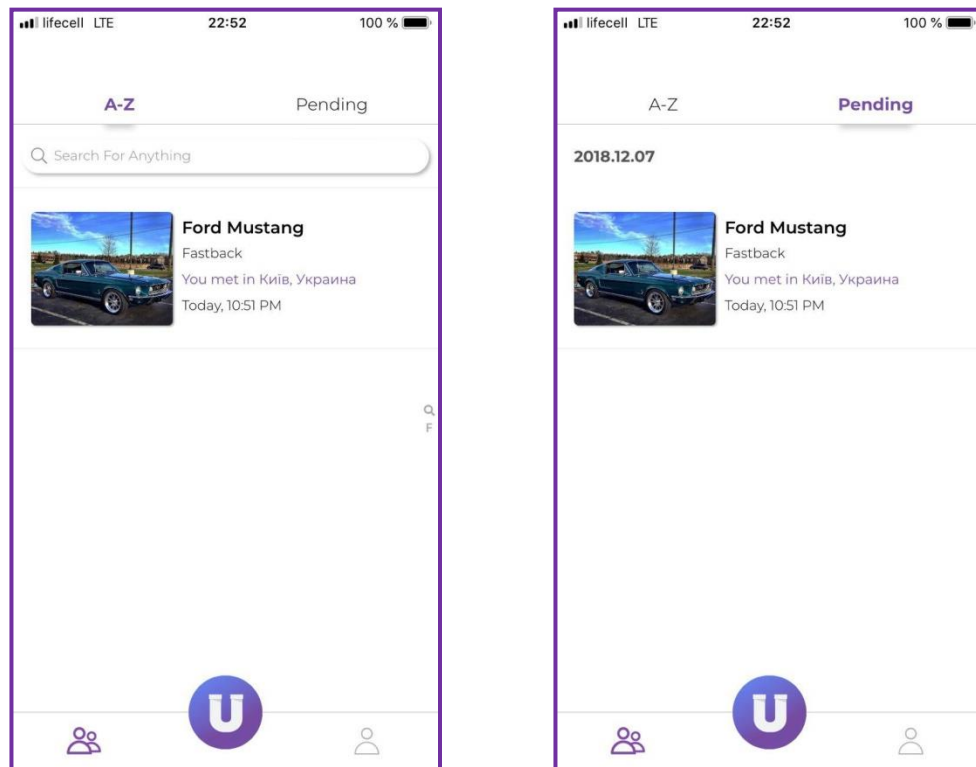 lifecell LTE 22:52 100 %
A-Z Pending
Search For Anything
Ford Mustang
Fastback
You met in Київ, Украина
Today, 10:51 PM
F
U
lifecell LTE 22:52 100 %
A-Z Pending
2018.12.07
Ford Mustang
Fastback
You met in Київ, Украина
Today, 10:51 PM
U